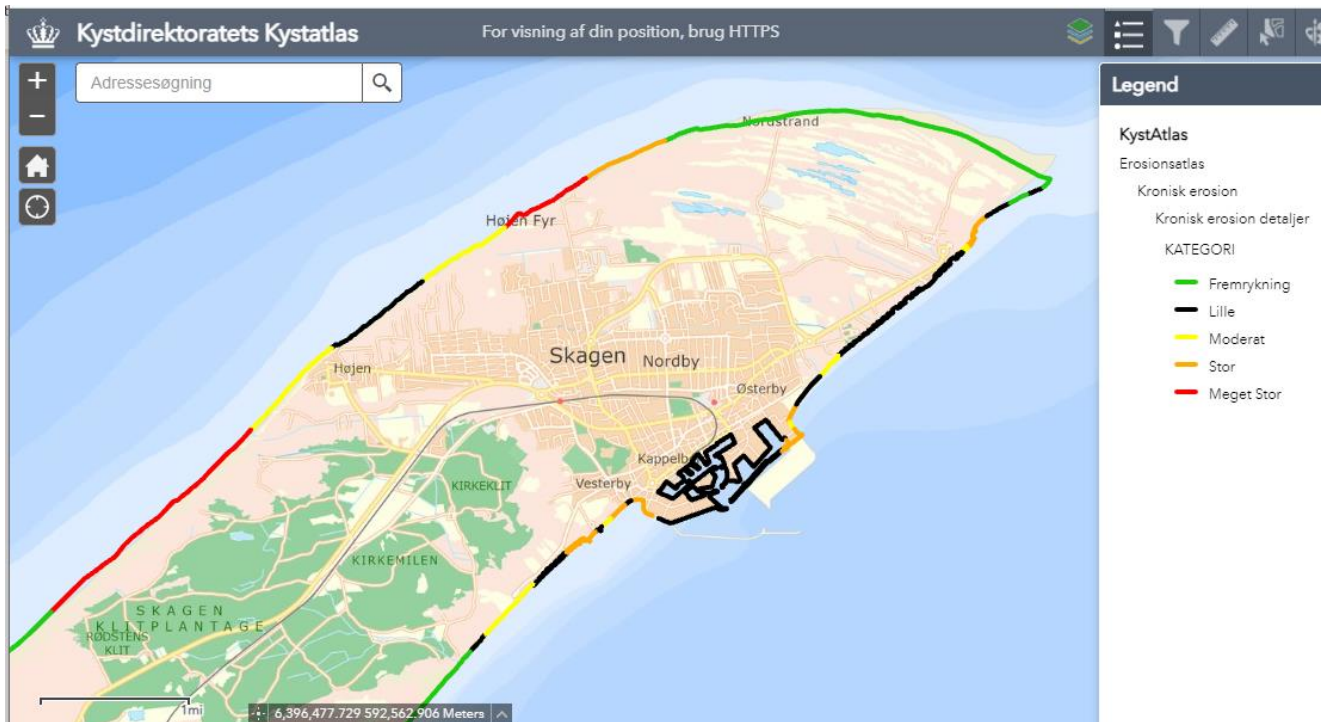 Kystdirektoratets Kystatlas
For visning af din position, brug HTTPS
+
Adressesøgning
−
Legend
KystAtlas
Erosionsatlas
Kronisk erosion
Kronisk erosion detaljer
KATEGORI
Fremrykning
Lille
Moderat
Stor
Meget Stor
Nordstrand
Højen Fyr
Skagen
Nordby
Højen
Østerby
Vesterby
KIRKEKLIT
KIRKEMILEN
SKAGEN
KLITPLANTAGE
RØDSTENS
KLIT
1mi
6,396,477.729 592,562.906 Meters